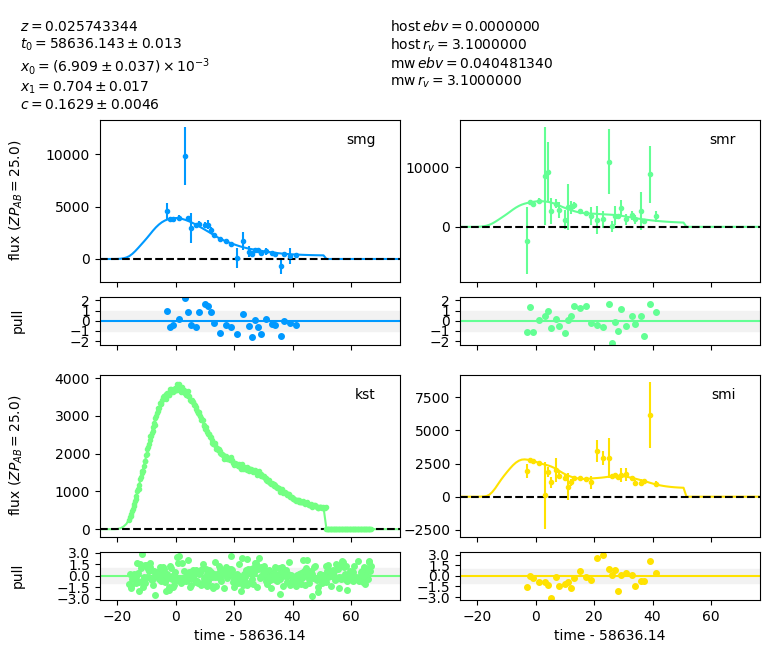 z = 0.025743344
t₀ = 58636.143 ± 0.013
x₀ = (6.909 ± 0.037) × 10⁻³
x₁ = 0.704 ± 0.017
c = 0.1629 ± 0.0046
host ebv = 0.0000000
host r_v = 3.1000000
mw ebv = 0.040481340
mw r_v = 3.1000000
flux (ZP_AB = 25.0)
10000
5000
0
smg
10000
0
smr
pull
2
1
0
−1
−2
2
1
0
−1
−2
flux (ZP_AB = 25.0)
4000
3000
2000
1000
0
kst
7500
5000
2500
0
−2500
smi
pull
3.0
1.5
0.0
−1.5
−3.0
3.0
1.5
0.0
−1.5
−3.0
−20 0 20 40 60
−20 0 20 40 60
time - 58636.14
time - 58636.14